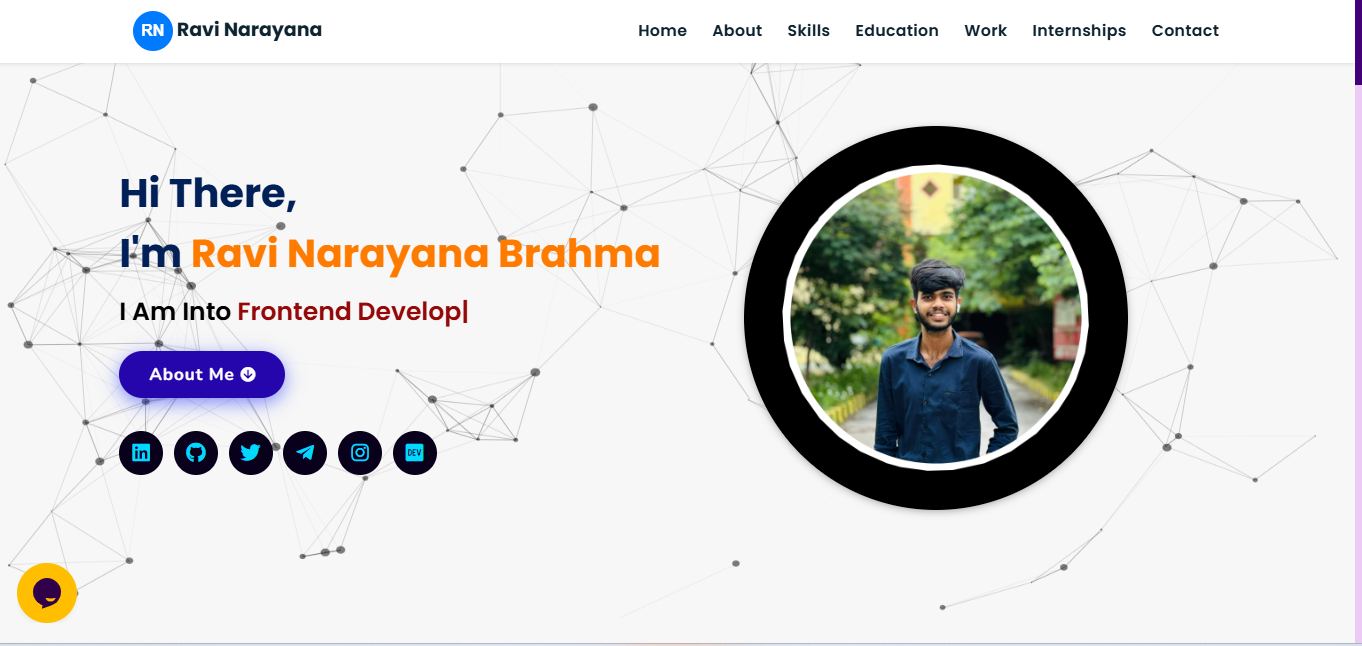 RN Ravi Narayana
Home About Skills Education Work Internships Contact
Hi There,
I'm Ravi Narayana Brahma
I Am Into Frontend Develop|
About Me
DEV